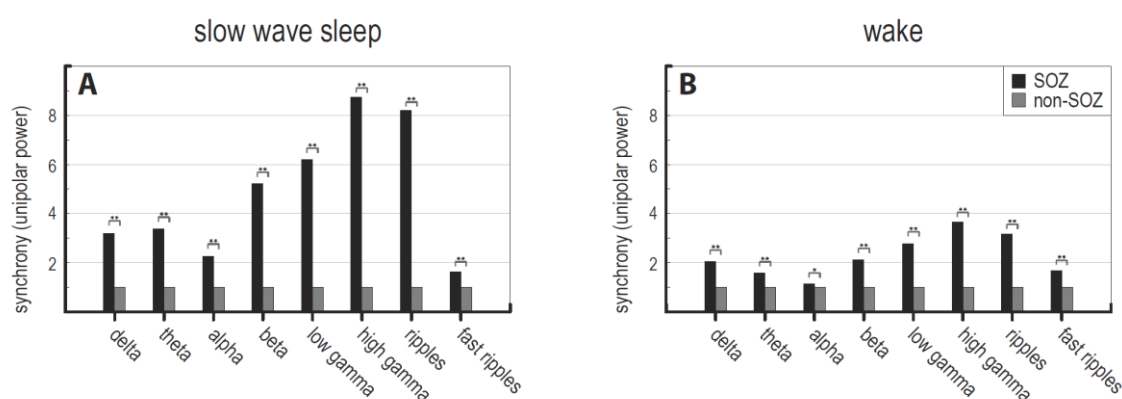 slow wave sleep
wake
A
synchrony (unipolar power)
8
6
4
2
**
**
**
**
**
**
**
**
delta
theta
alpha
beta
low gamma
high gamma
ripples
fast ripples
B
SOZ
non-SOZ
synchrony (unipolar power)
8
6
4
2
**
**
*
**
**
**
**
**
delta
theta
alpha
beta
low gamma
high gamma
ripples
fast ripples